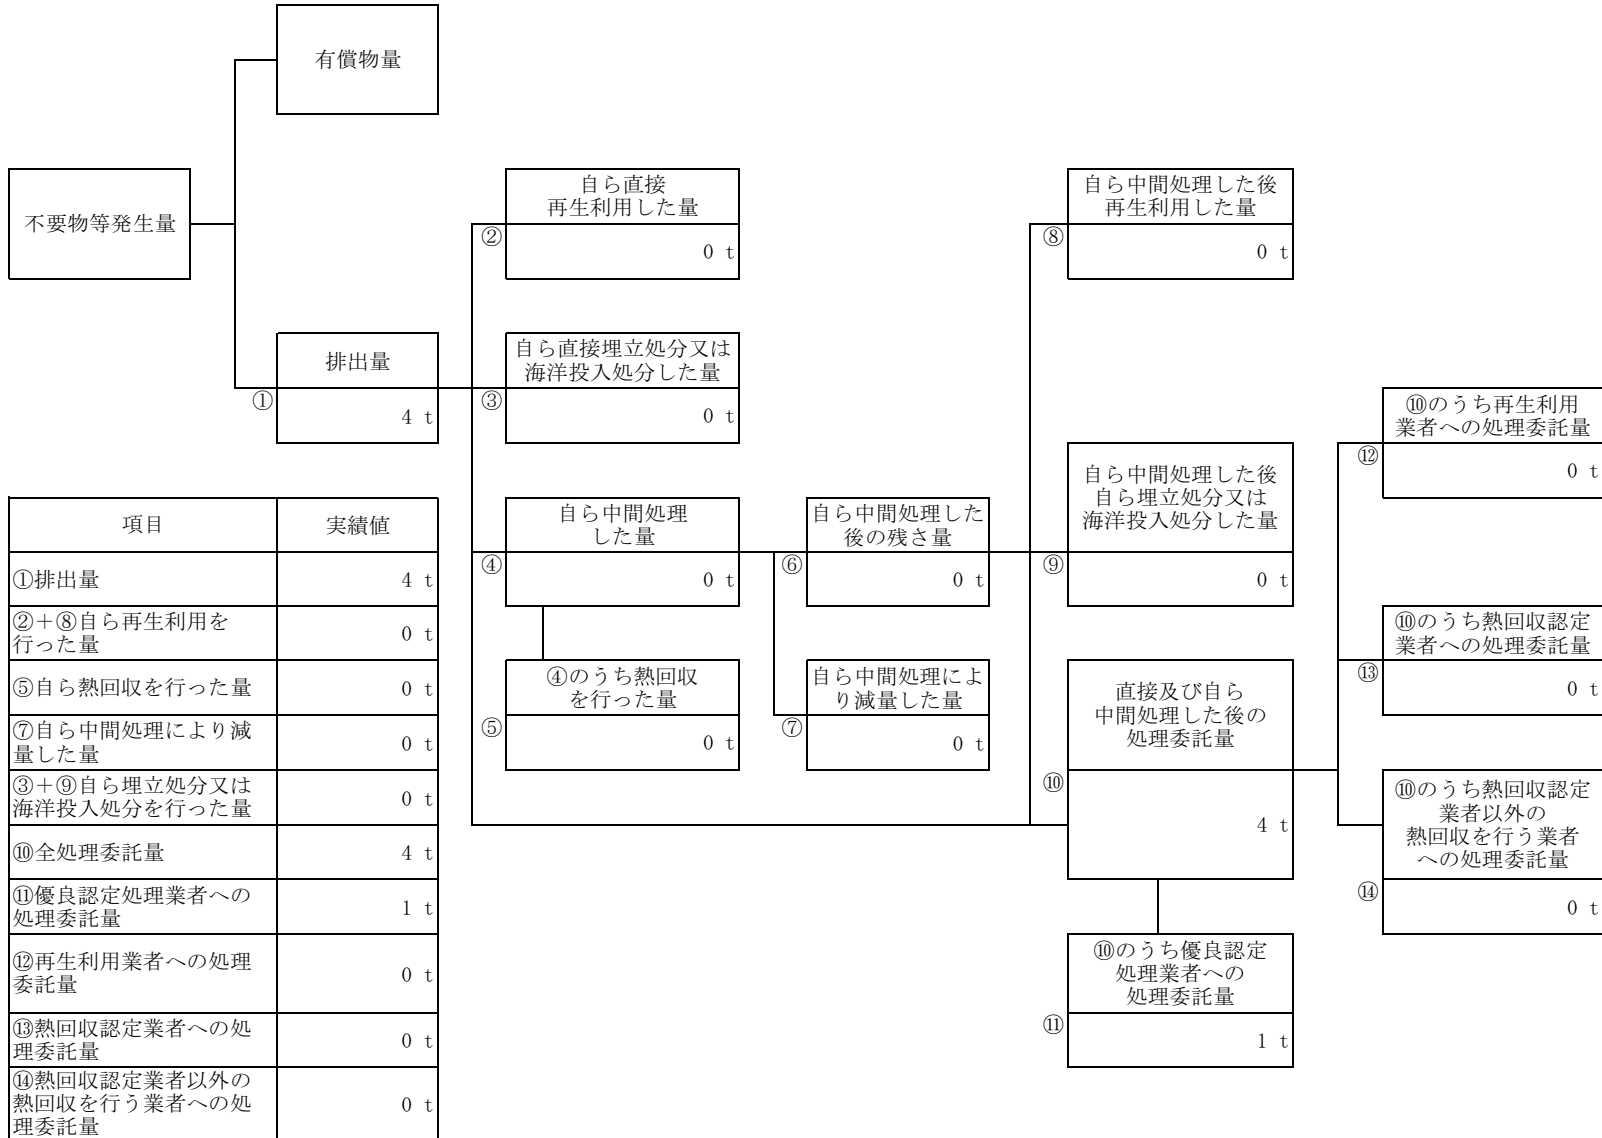 有償物量
不要物等発生量
排出量
①
4 t
自ら直接
再生利用した量
②
0 t
自ら直接埋立処分又は
海洋投入処分した量
③
0 t
自ら中間処理
した量
④
0 t
④のうち熱回収
を行った量
⑤
0 t
自ら中間処理した
後の残さ量
⑥
0 t
自ら中間処理によ
り減量した量
⑦
0 t
自ら中間処理した後
再生利用した量
⑧
0 t
自ら中間処理した後
自ら埋立処分又は
海洋投入処分した量
⑨
0 t
直接及び自ら
中間処理した後の
処理委託量
⑩
4 t
⑩のうち優良認定
処理業者への
処理委託量
⑪
1 t
⑩のうち再生利用
業者への処理委託量
⑫
0 t
⑩のうち熱回収認定
業者への処理委託量
⑬
0 t
⑩のうち熱回収認定
業者以外の
熱回収を行う業者
への処理委託量
⑭
0 t
項目
実績値
①排出量
4 t
②＋⑧自ら再生利用を
行った量
0 t
⑤自ら熱回収を行った量
0 t
⑦自ら中間処理により減
量した量
0 t
③＋⑨自ら埋立処分又は
海洋投入処分を行った量
0 t
⑩全処理委託量
4 t
⑪優良認定処理業者への
処理委託量
1 t
⑫再生利用業者への処理
委託量
0 t
⑬熱回収認定業者への処
理委託量
0 t
⑭熱回収認定業者以外の
熱回収を行う業者への処
理委託量
0 t